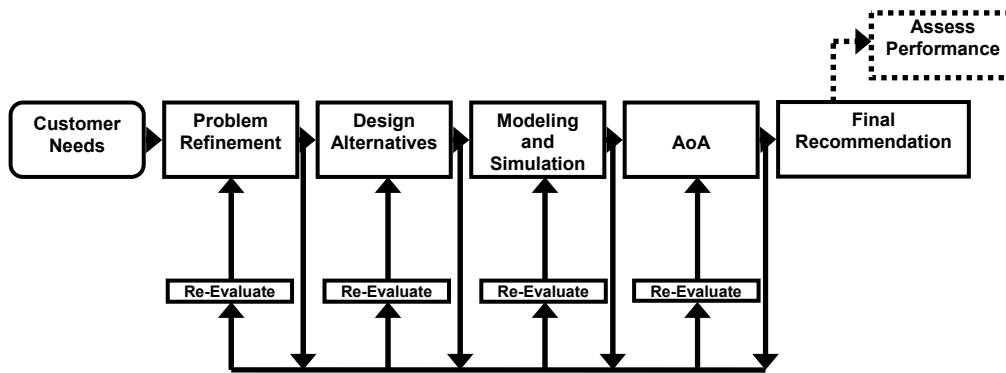 Assess
Performance
Customer
Needs
Problem
Refinement
Design
Alternatives
Modeling
and
Simulation
AoA
Final
Recommendation
Re-Evaluate
Re-Evaluate
Re-Evaluate
Re-Evaluate